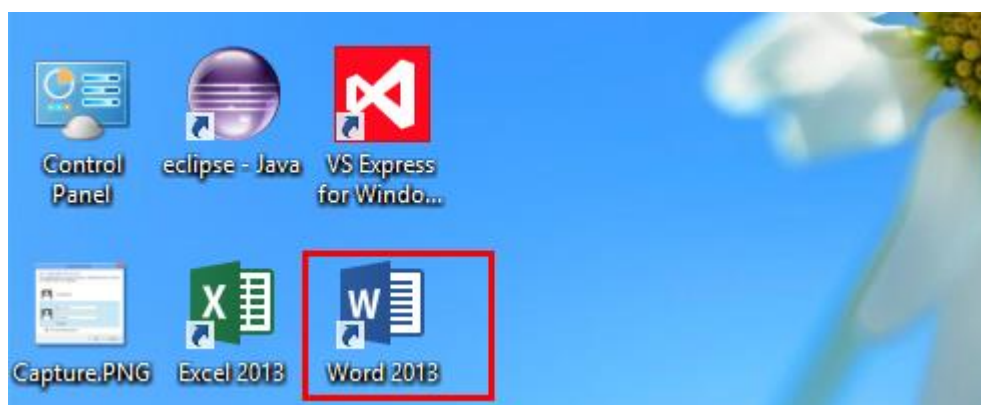 Control
Panel
eclipse - Java
VS Express
for Windo...
Capture.PNG
X
Excel 2013
W
Word 2013